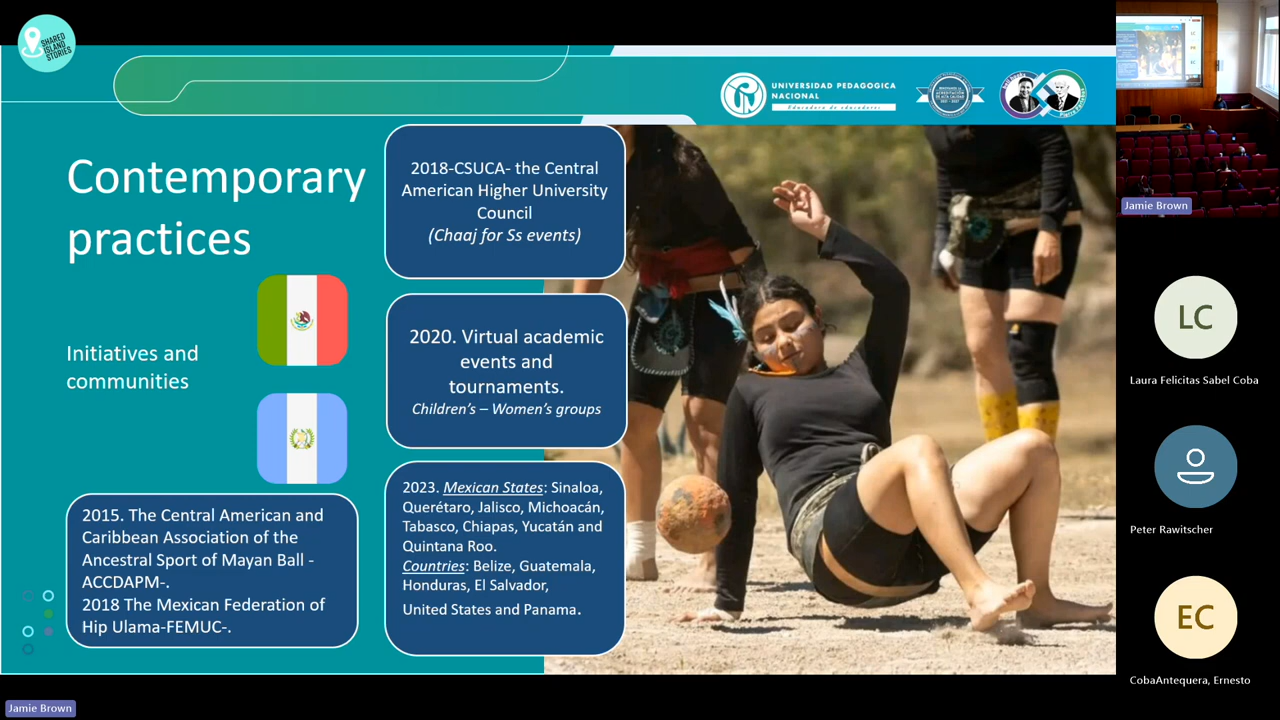 SHARED
ISLAND
STORIES
UNIVERSIDAD PEDAGOGICA
NACIONAL
Educadora de educadores
Contemporary
practices
Initiatives and
communities
2015. The Central American and
Caribbean Association of the
Ancestral Sport of Mayan Ball -
ACCDAPM-.
2018 The Mexican Federation of
Hip Ulama-FEMUC-.
2018-CSUCA- the Central
American Higher University
Council
(Chaaj for Ss events)
2020. Virtual academic
events and
tournaments.
Children's – Women's groups
2023. Mexican States: Sinaloa,
Querétaro, Jalisco, Michoacán,
Tabasco, Chiapas, Yucatán and
Quintana Roo.
Countries: Belize, Guatemala,
Honduras, El Salvador,
United States and Panama.
Jamie Brown
LC
Laura Felicitas Sabel Coba
Peter Rawitscher
EC
CobaAntequera, Ernesto
Jamie Brown